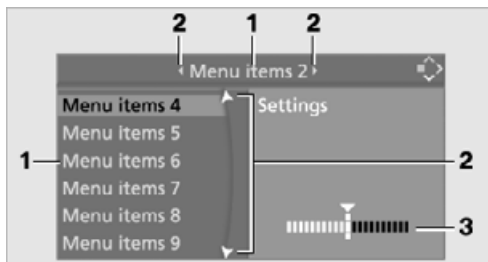 2 1 2
Menu items 2
Menu items 4 Settings
Menu items 5
1 Menu items 6 2
Menu items 7
Menu items 8 3
Menu items 9